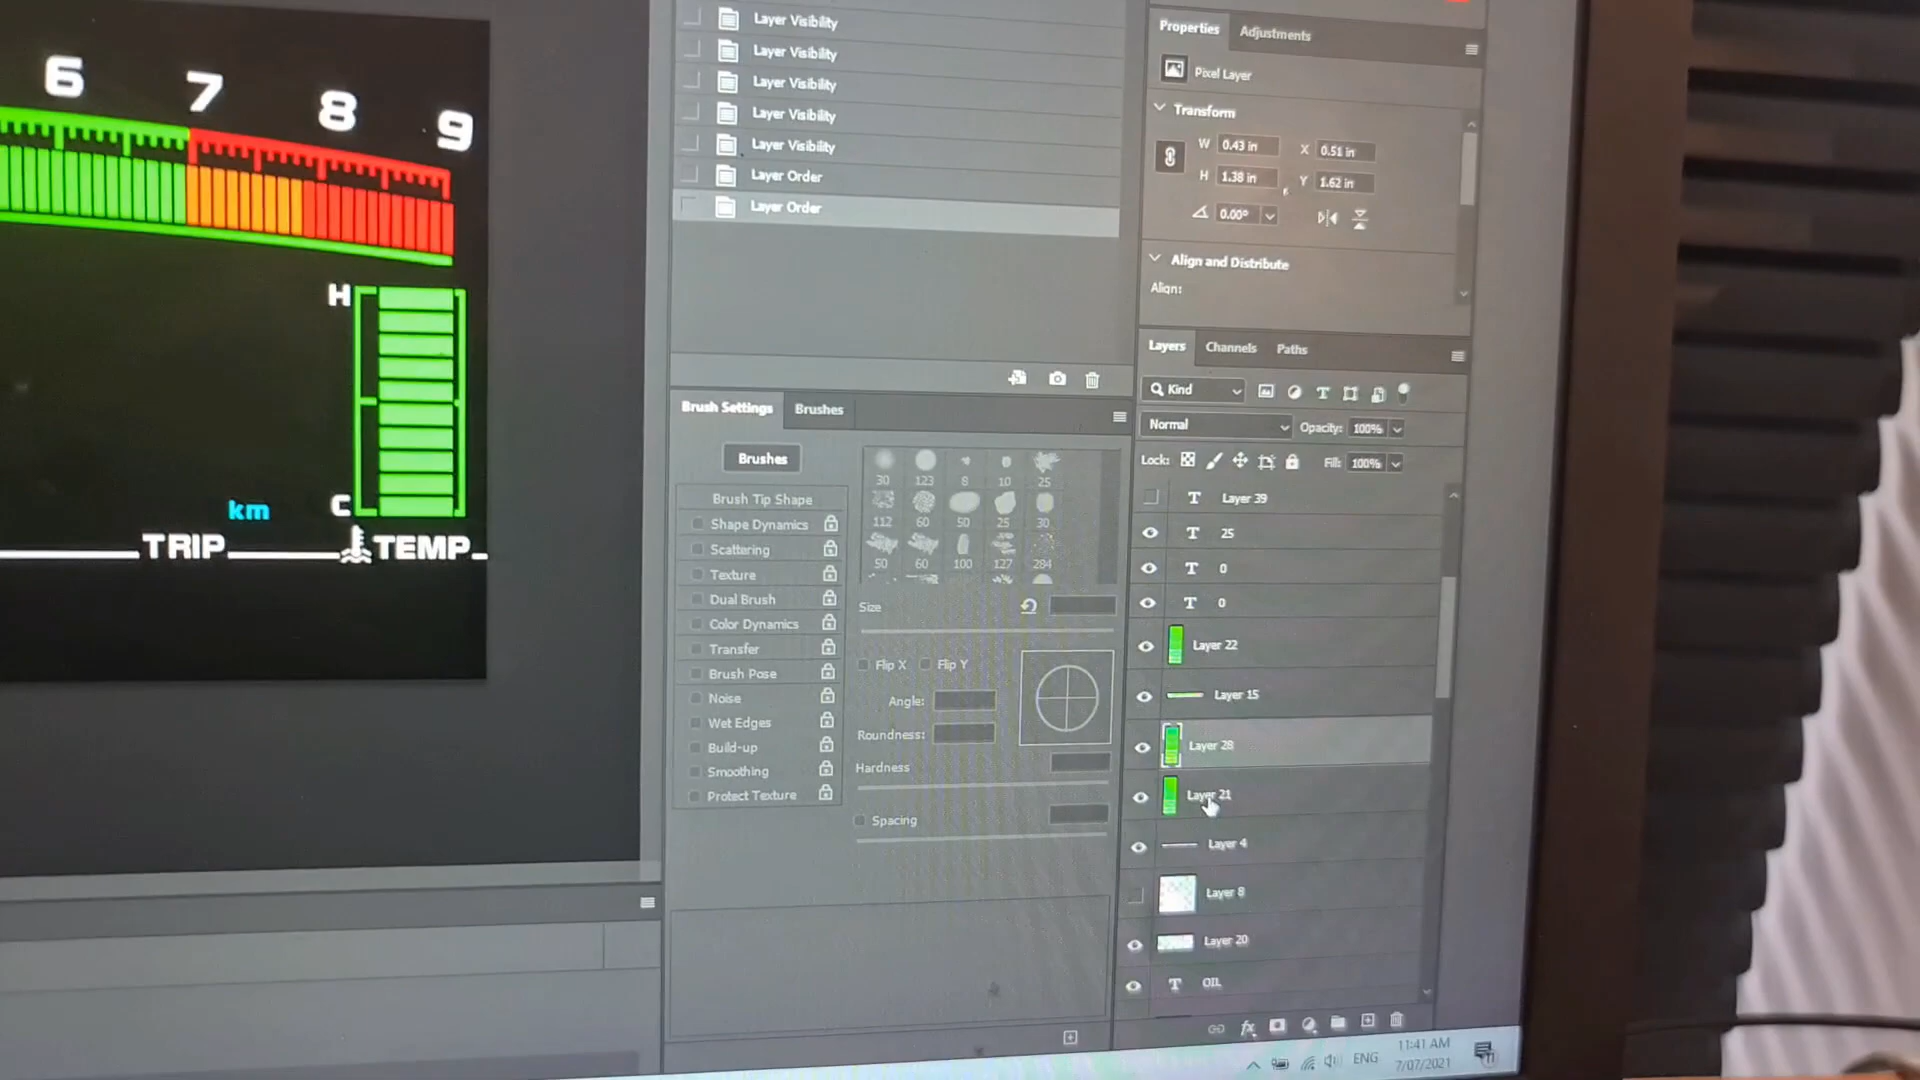 6
7
8
9
H
C
km
TRIP
TEMP
Layer Visibility
Layer Visibility
Layer Visibility
Layer Visibility
Layer Visibility
Layer Order
Layer Order
Brush Settings
Brushes
Brushes
Brush Tip Shape
Shape Dynamics
Scattering
Texture
Dual Brush
Color Dynamics
Transfer
Brush Pose
Noise
Wet Edges
Build-up
Smoothing
Protect Texture
30 123 8 10 25
112 60 50 25 30
50 60 100 127 284
Size
Flip X Flip Y
Angle:
Roundness:
Hardness
Spacing
Properties Adjustments
Pixel Layer
Transform
W 0.43 in X 0.51 in
H 1.38 in Y 1.62 in
0.00°
Align and Distribute
Align:
Layers Channels Paths
Kind
Normal Opacity: 100%
Lock: Fill: 100%
T Layer 39
T 25
T 0
T 0
Layer 22
Layer 15
Layer 28
Layer 21
Layer 4
Layer 8
Layer 20
T OIL
fx
ENG
11:41 AM
7/07/2021